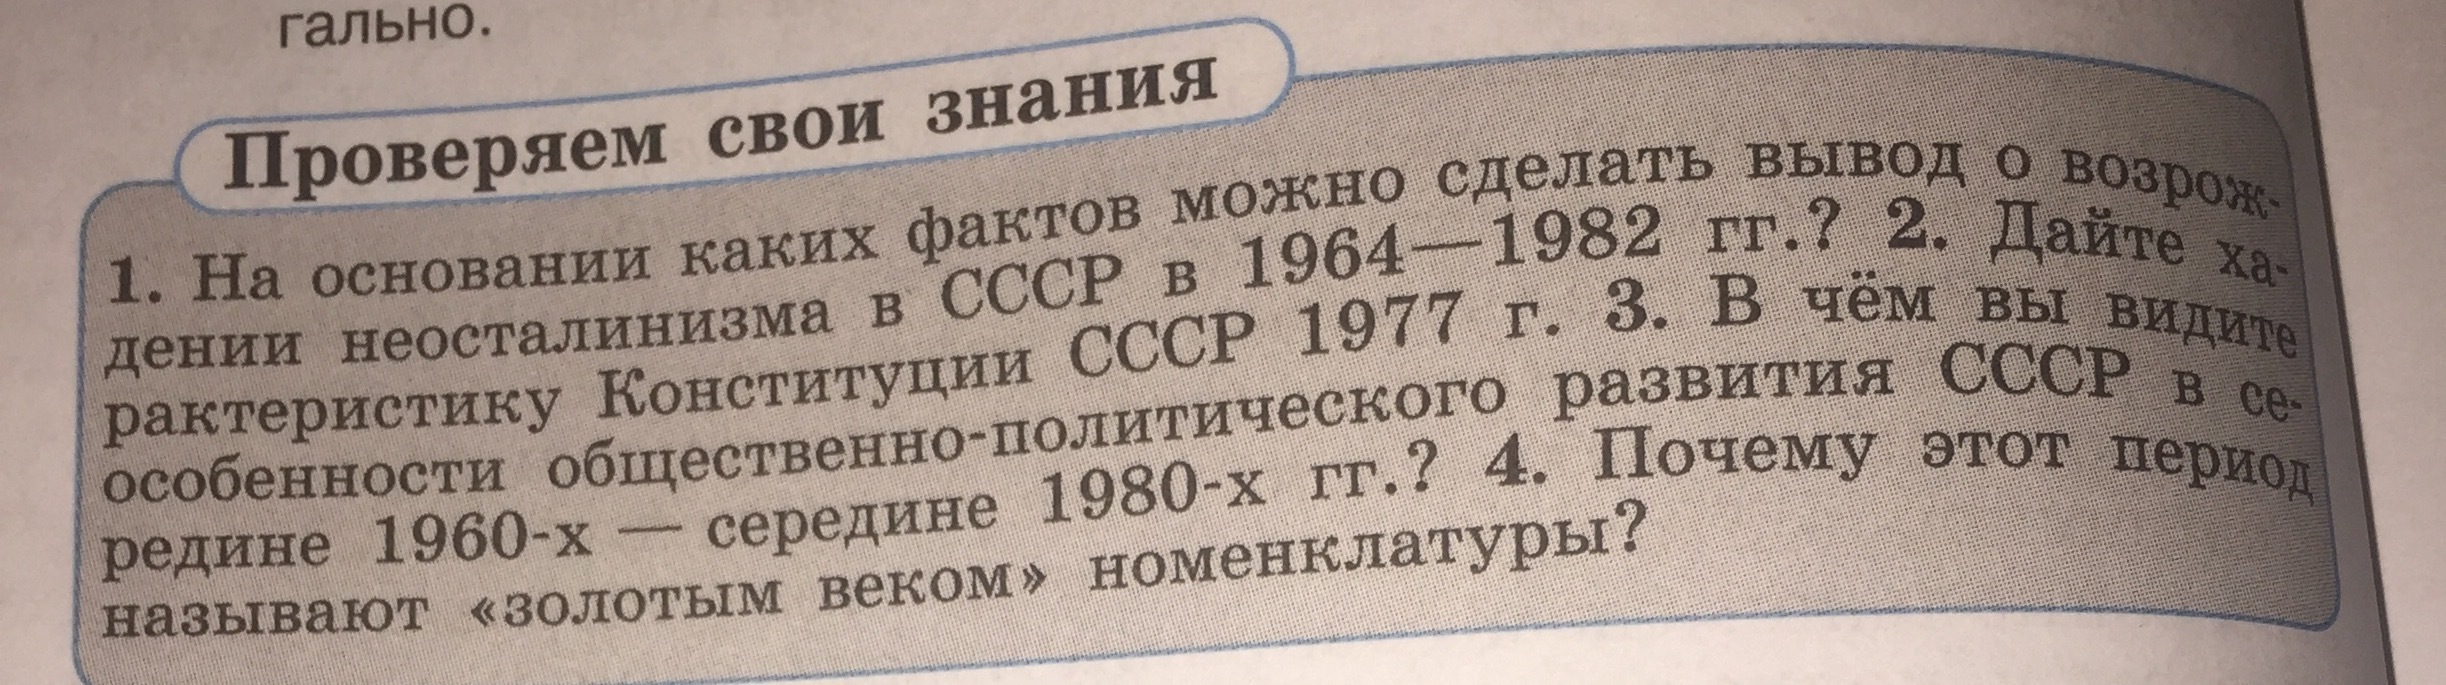 гально.
Проверяем свои знания
1. На основании каких фактов можно сделать вывод о возрож-
дении неосталинизма в СССР в 1964—1982 гг.? 2. Дайте ха-
рактеристику Конституции СССР 1977 г. 3. В чём вы видите
особенности общественно-политического развития СССР в се-
редине 1960-х — середине 1980-х гг.? 4. Почему этот период
называют «золотым веком» номенклатуры?